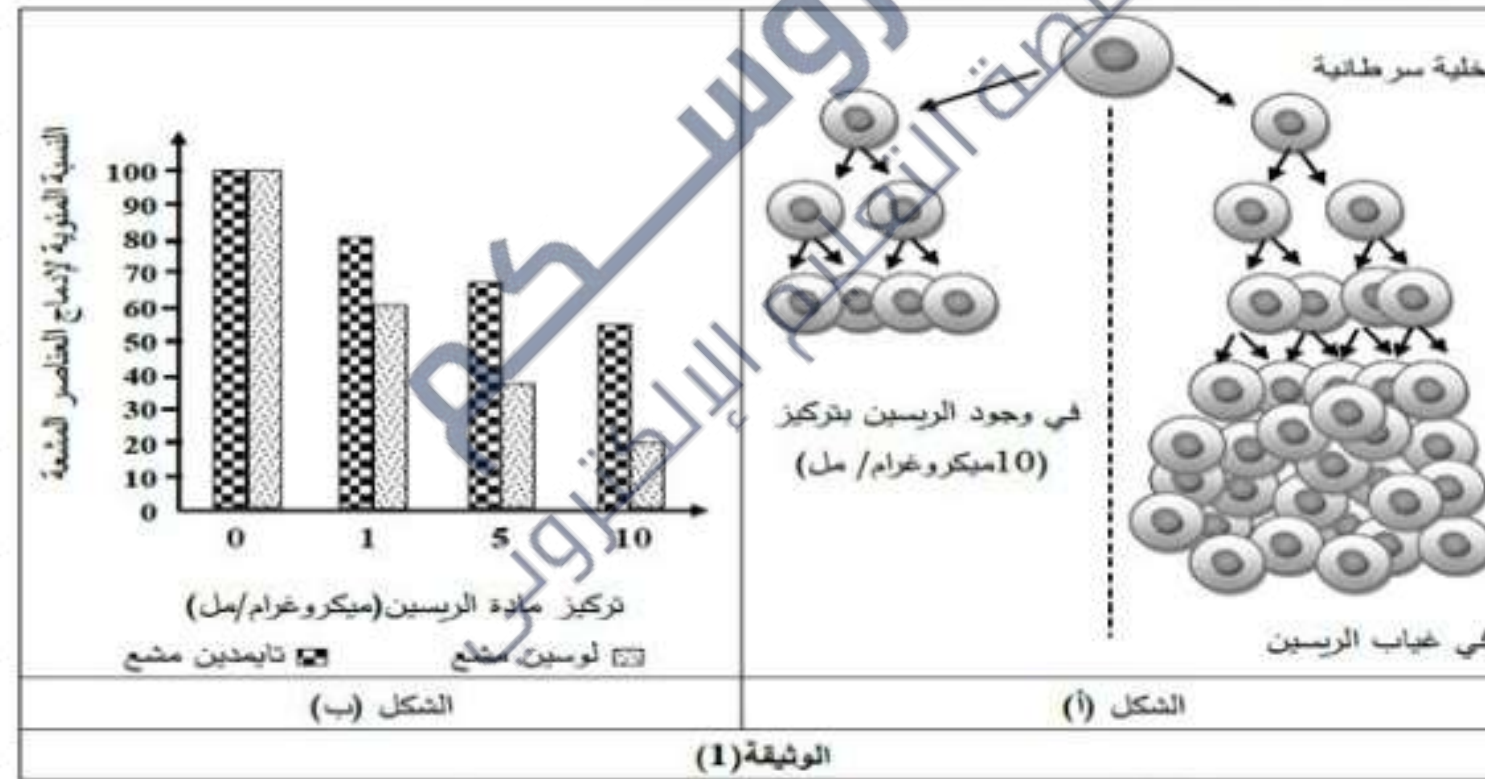 خلية سرطانية
في وجود الريسين بتركيز
(10ميكروغرام/ مل)
في غياب الريسين
الشكل (أ)
النسبة المئوية لإدماج العناصر المشعة
100
90
80
70
60
50
40
30
20
10
0
0 1 5 10
تركيز مادة الريسين(ميكروغرام/مل)
لوسين مشع تايمدين مشع
الشكل (ب)
الوثيقة(1)